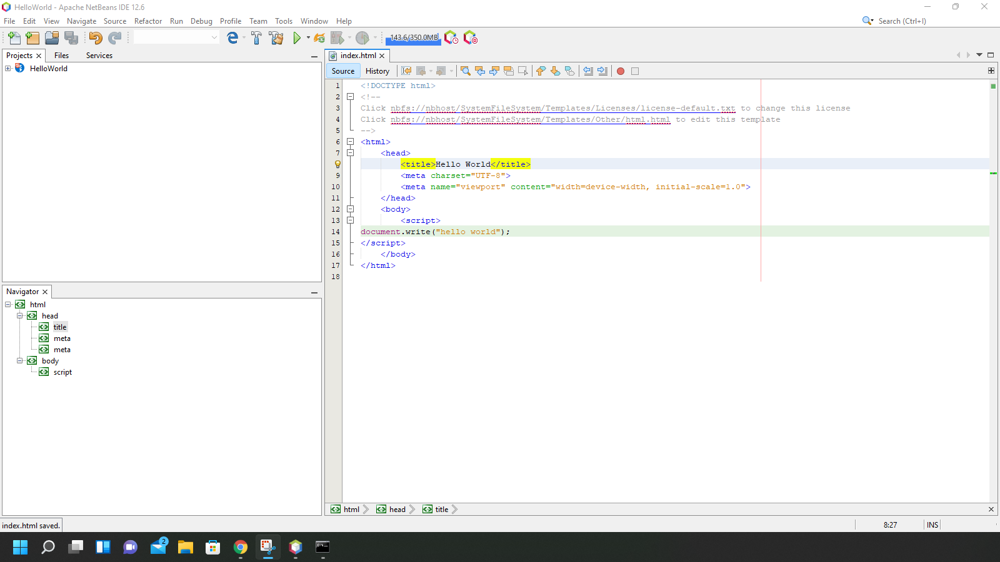 HelloWorld - Apache NetBeans IDE 12.6
File Edit View Navigate Source Refactor Run Debug Profile Team Tools Window Help
Search (Ctrl+I)
143.6/350.0MB
Projects Files Services
HelloWorld
index.html
Source History
1 <!DOCTYPE html>
2 <!--
3 Click nbfs://nbhost/SystemFileSystem/Templates/Licenses/license-default.txt to change this license
4 Click nbfs://nbhost/SystemFileSystem/Templates/Other/html.html to edit this template
5 -->
6 <html>
7 <head>
<title>Hello World</title>
9 <meta charset="UTF-8">
10 <meta name="viewport" content="width=device-width, initial-scale=1.0">
11 </head>
12 <body>
13 <script>
14 document.write("hello world");
15 </script>
16 </body>
17 </html>
18
Navigator
html
head
title
meta
meta
body
script
html head title
index.html saved.
8:27 INS
2